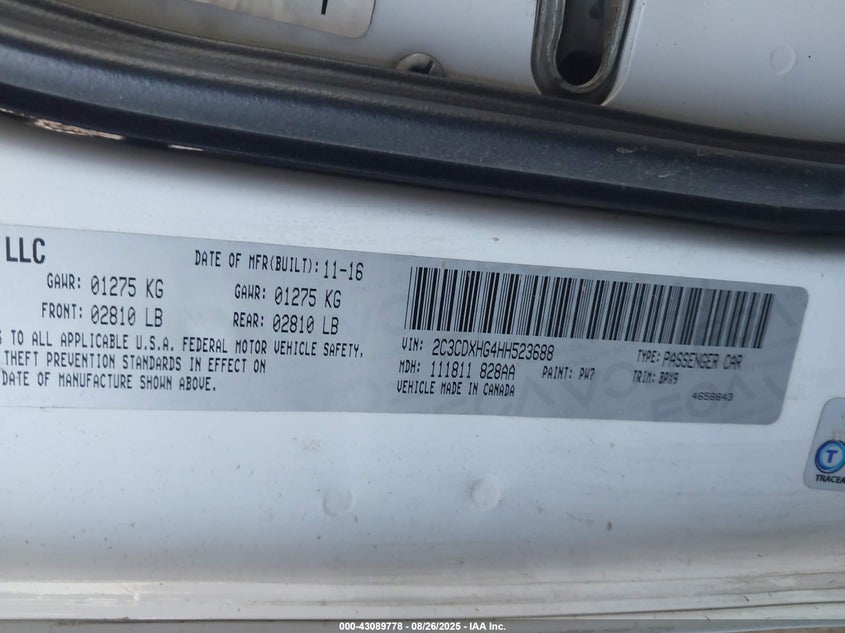 LLC
DATE OF MFR(BUILT): 11-16
GAWR: 01275 KG
GAWR: 01275 KG
FRONT: 02810 LB
REAR: 02810 LB
TO ALL APPLICABLE U.S.A. FEDERAL MOTOR VEHICLE SAFETY,
THEFT PREVENTION STANDARDS IN EFFECT ON
DATE OF MANUFACTURE SHOWN ABOVE.
VIN: 2C3CDXHG4HH523688
TYPE: PASSENGER CAR
MDH: 111811 828AA
PAINT: PW7
TRIM: BPX9
VEHICLE MADE IN CANADA
4658843
T
000-43089778 - 08/26/2025 - IAA Inc.